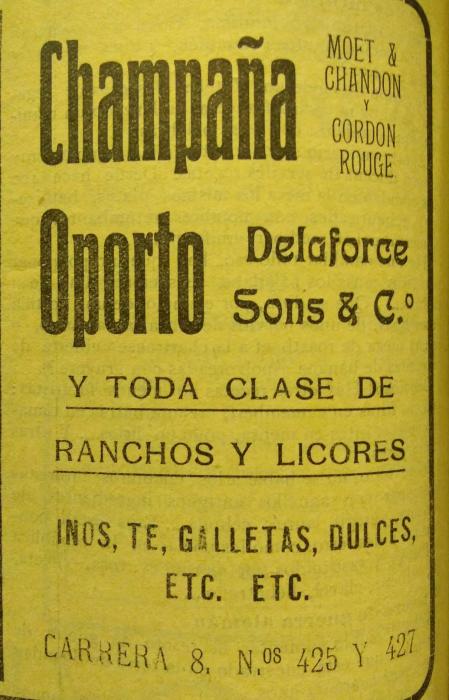 Champaña
MOET &
CHANDON
Y
CORDON
ROUGE
Oporto
Delaforce
Sons & C.º
Y TODA CLASE DE
RANCHOS Y LICORES
INOS, TE, GALLETAS, DULCES,
ETC. ETC.
CARRERA 8. N.OS 425 Y 427